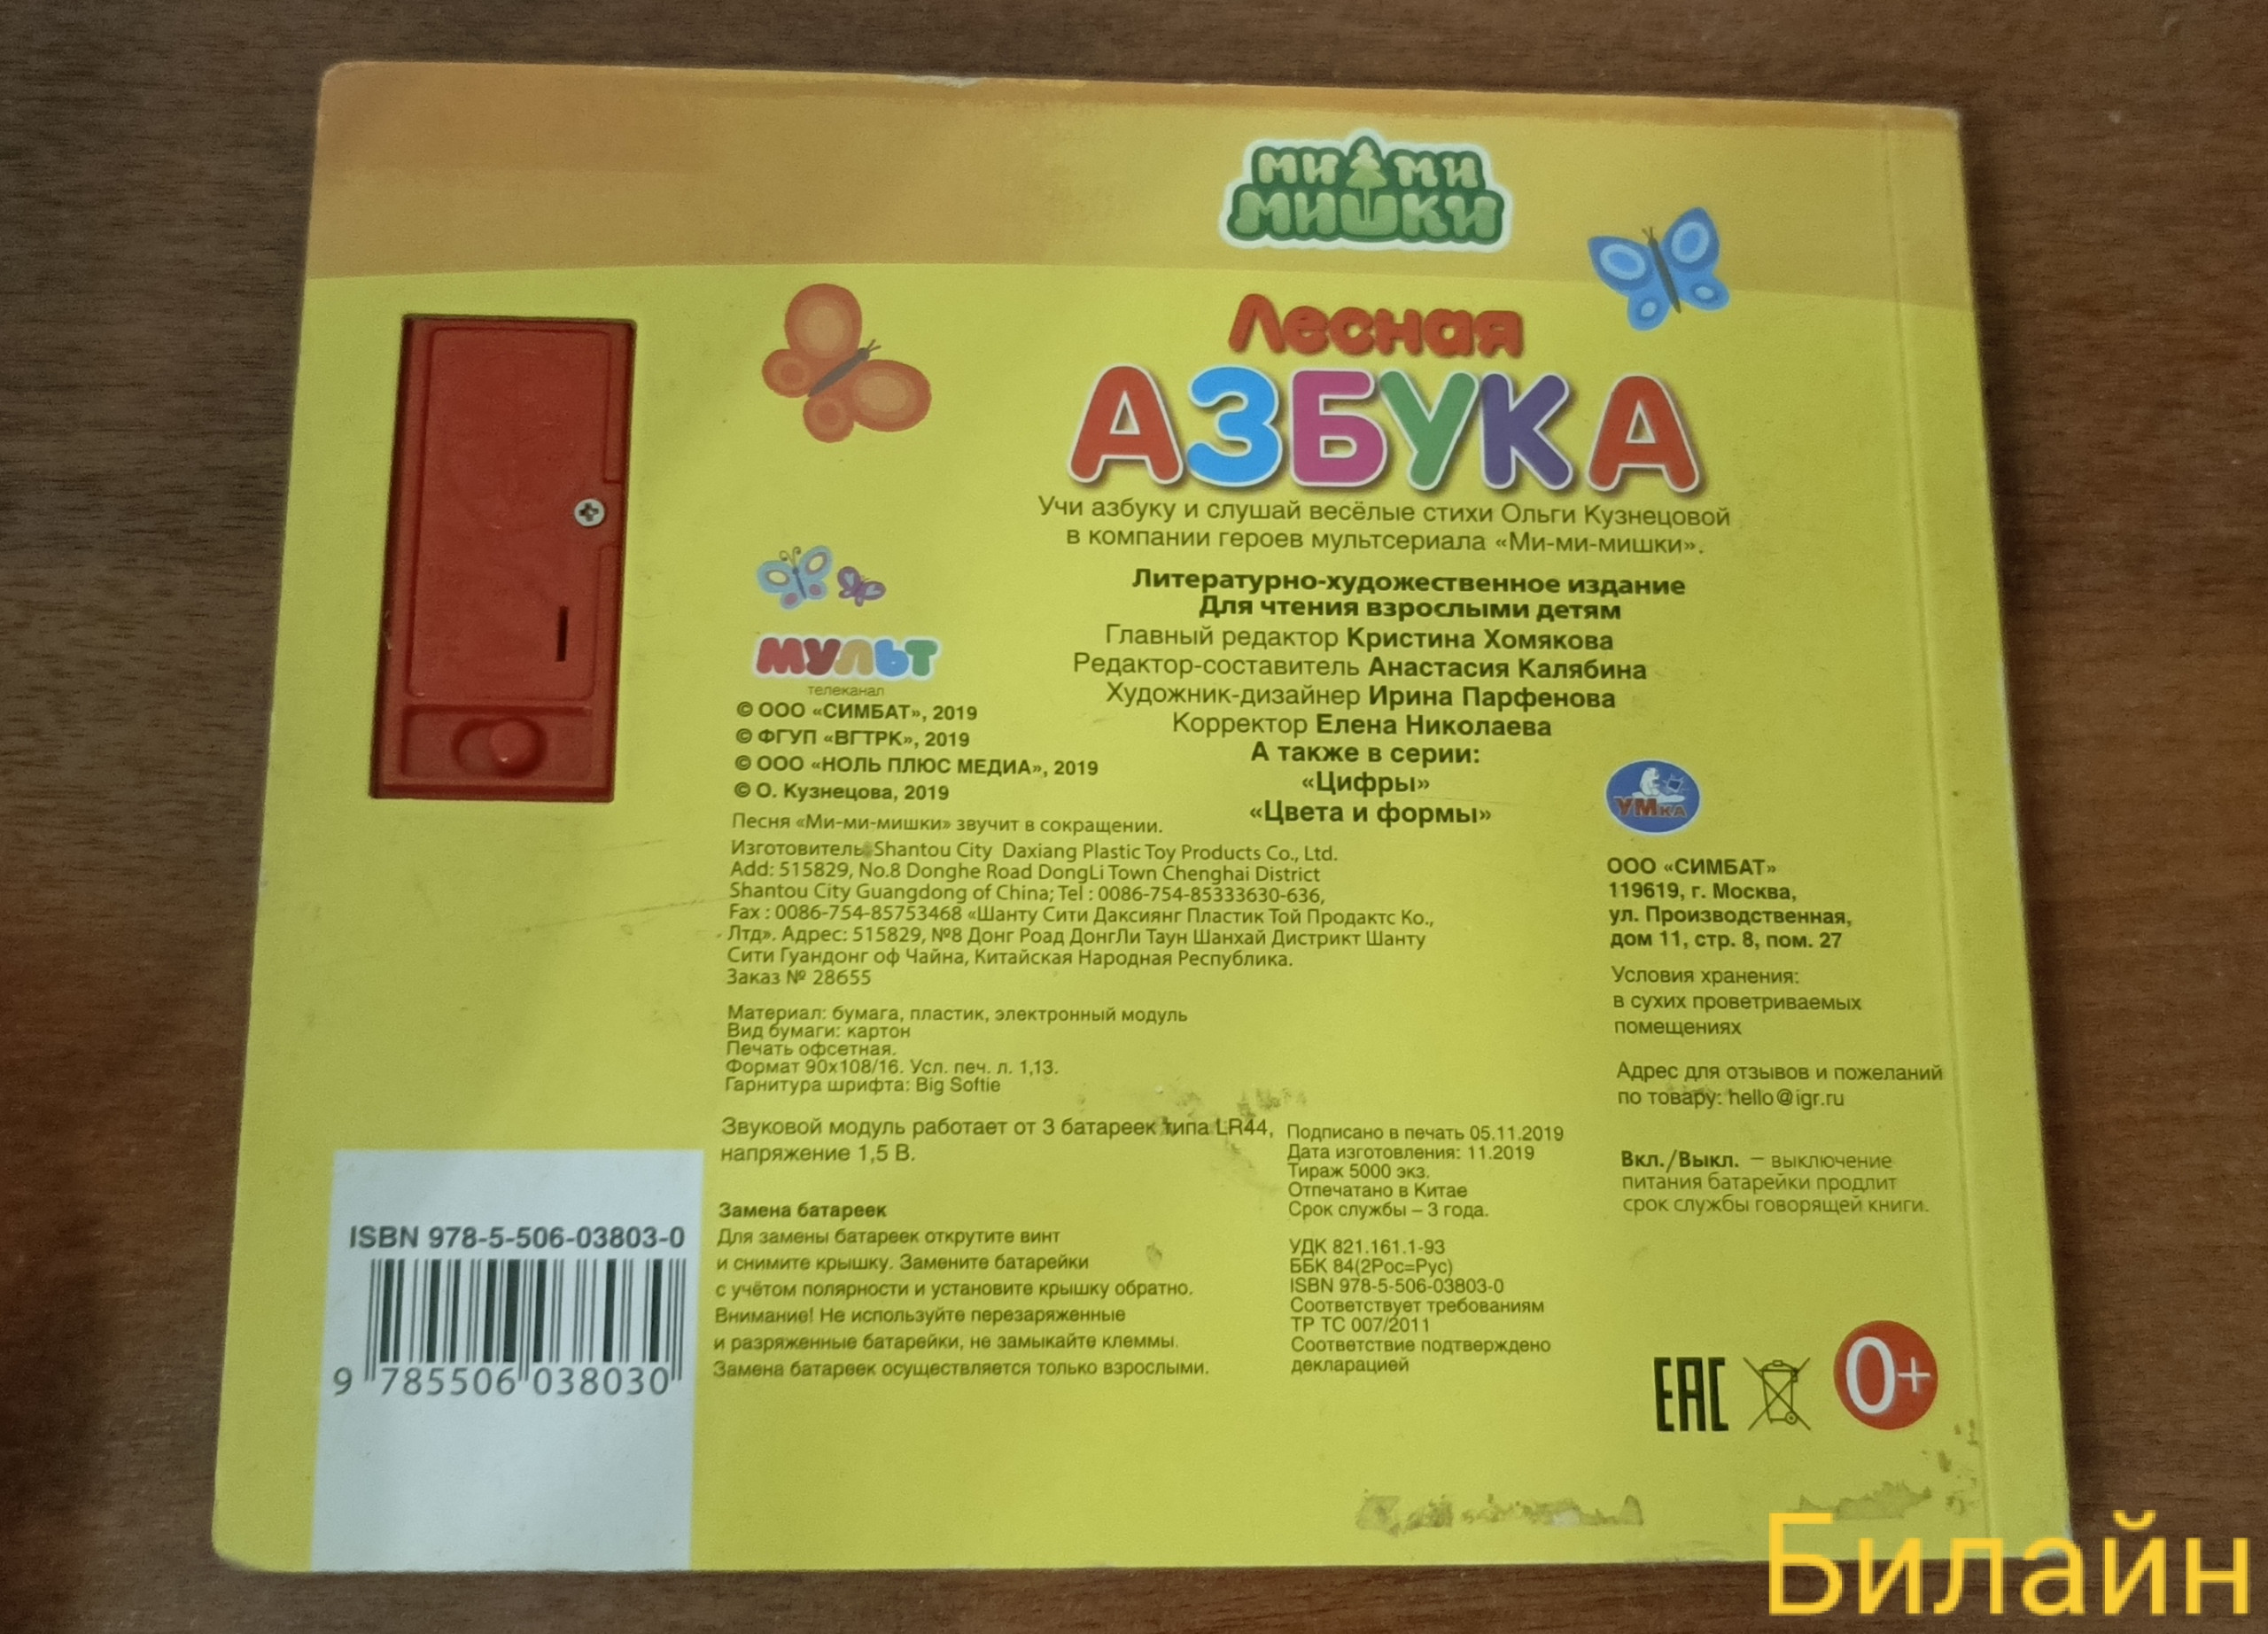 МИ МИ
МИШКИ
Лесная
АЗБУКА
Учи азбуку и слушай весёлые стихи Ольги Кузнецовой
в компании героев мультсериала «Ми-ми-мишки».
Литературно-художественное издание
Для чтения взрослыми детям
Главный редактор Кристина Хомякова
Редактор-составитель Анастасия Калябина
Художник-дизайнер Ирина Парфенова
Корректор Елена Николаева
А также в серии:
«Цифры»
«Цвета и формы»
МУЛЬТ
телеканал
© ООО «СИМБАТ», 2019
© ФГУП «ВГТРК», 2019
© ООО «НОЛЬ ПЛЮС МЕДИА», 2019
© О. Кузнецова, 2019
Песня «Ми-ми-мишки» звучит в сокращении.
Изготовитель: Shantou City Daxiang Plastic Toy Products Co., Ltd.
Add: 515829, No.8 Donghe Road DongLi Town Chenghai District
Shantou City Guangdong of China; Tel : 0086-754-85333630-636,
Fax : 0086-754-85753468 «Шанту Сити Даксиянг Пластик Той Продактс Ко.,
Лтд». Адрес: 515829, №8 Донг Роад ДонгЛи Таун Шанхай Дистрикт Шанту
Сити Гуандонг оф Чайна, Китайская Народная Республика.
Заказ № 28655
Материал: бумага, пластик, электронный модуль
Вид бумаги: картон
Печать офсетная.
Формат 90х108/16. Усл. печ. л. 1,13.
Гарнитура шрифта: Big Softie
Звуковой модуль работает от 3 батареек типа LR44,
напряжение 1,5 В.
Замена батареек
Для замены батареек открутите винт
и снимите крышку. Замените батарейки
с учётом полярности и установите крышку обратно.
Внимание! Не используйте перезаряженные
и разряженные батарейки, не замыкайте клеммы.
Замена батареек осуществляется только взрослыми.
Подписано в печать 05.11.2019
Дата изготовления: 11.2019
Тираж 5000 экз.
Отпечатано в Китае
Срок службы – 3 года.
УДК 821.161.1-93
ББК 84(2Рос=Рус)
ISBN 978-5-506-03803-0
Соответствует требованиям
ТР ТС 007/2011
Соответствие подтверждено
декларацией
УМка
ООО «СИМБАТ»
119619, г. Москва,
ул. Производственная,
дом 11, стр. 8, пом. 27
Условия хранения:
в сухих проветриваемых
помещениях
Адрес для отзывов и пожеланий
по товару: hello@igr.ru
Вкл./Выкл. — выключение
питания батарейки продлит
срок службы говорящей книги.
ISBN 978-5-506-03803-0
9 785506 038030
EAC
0+
Билайн